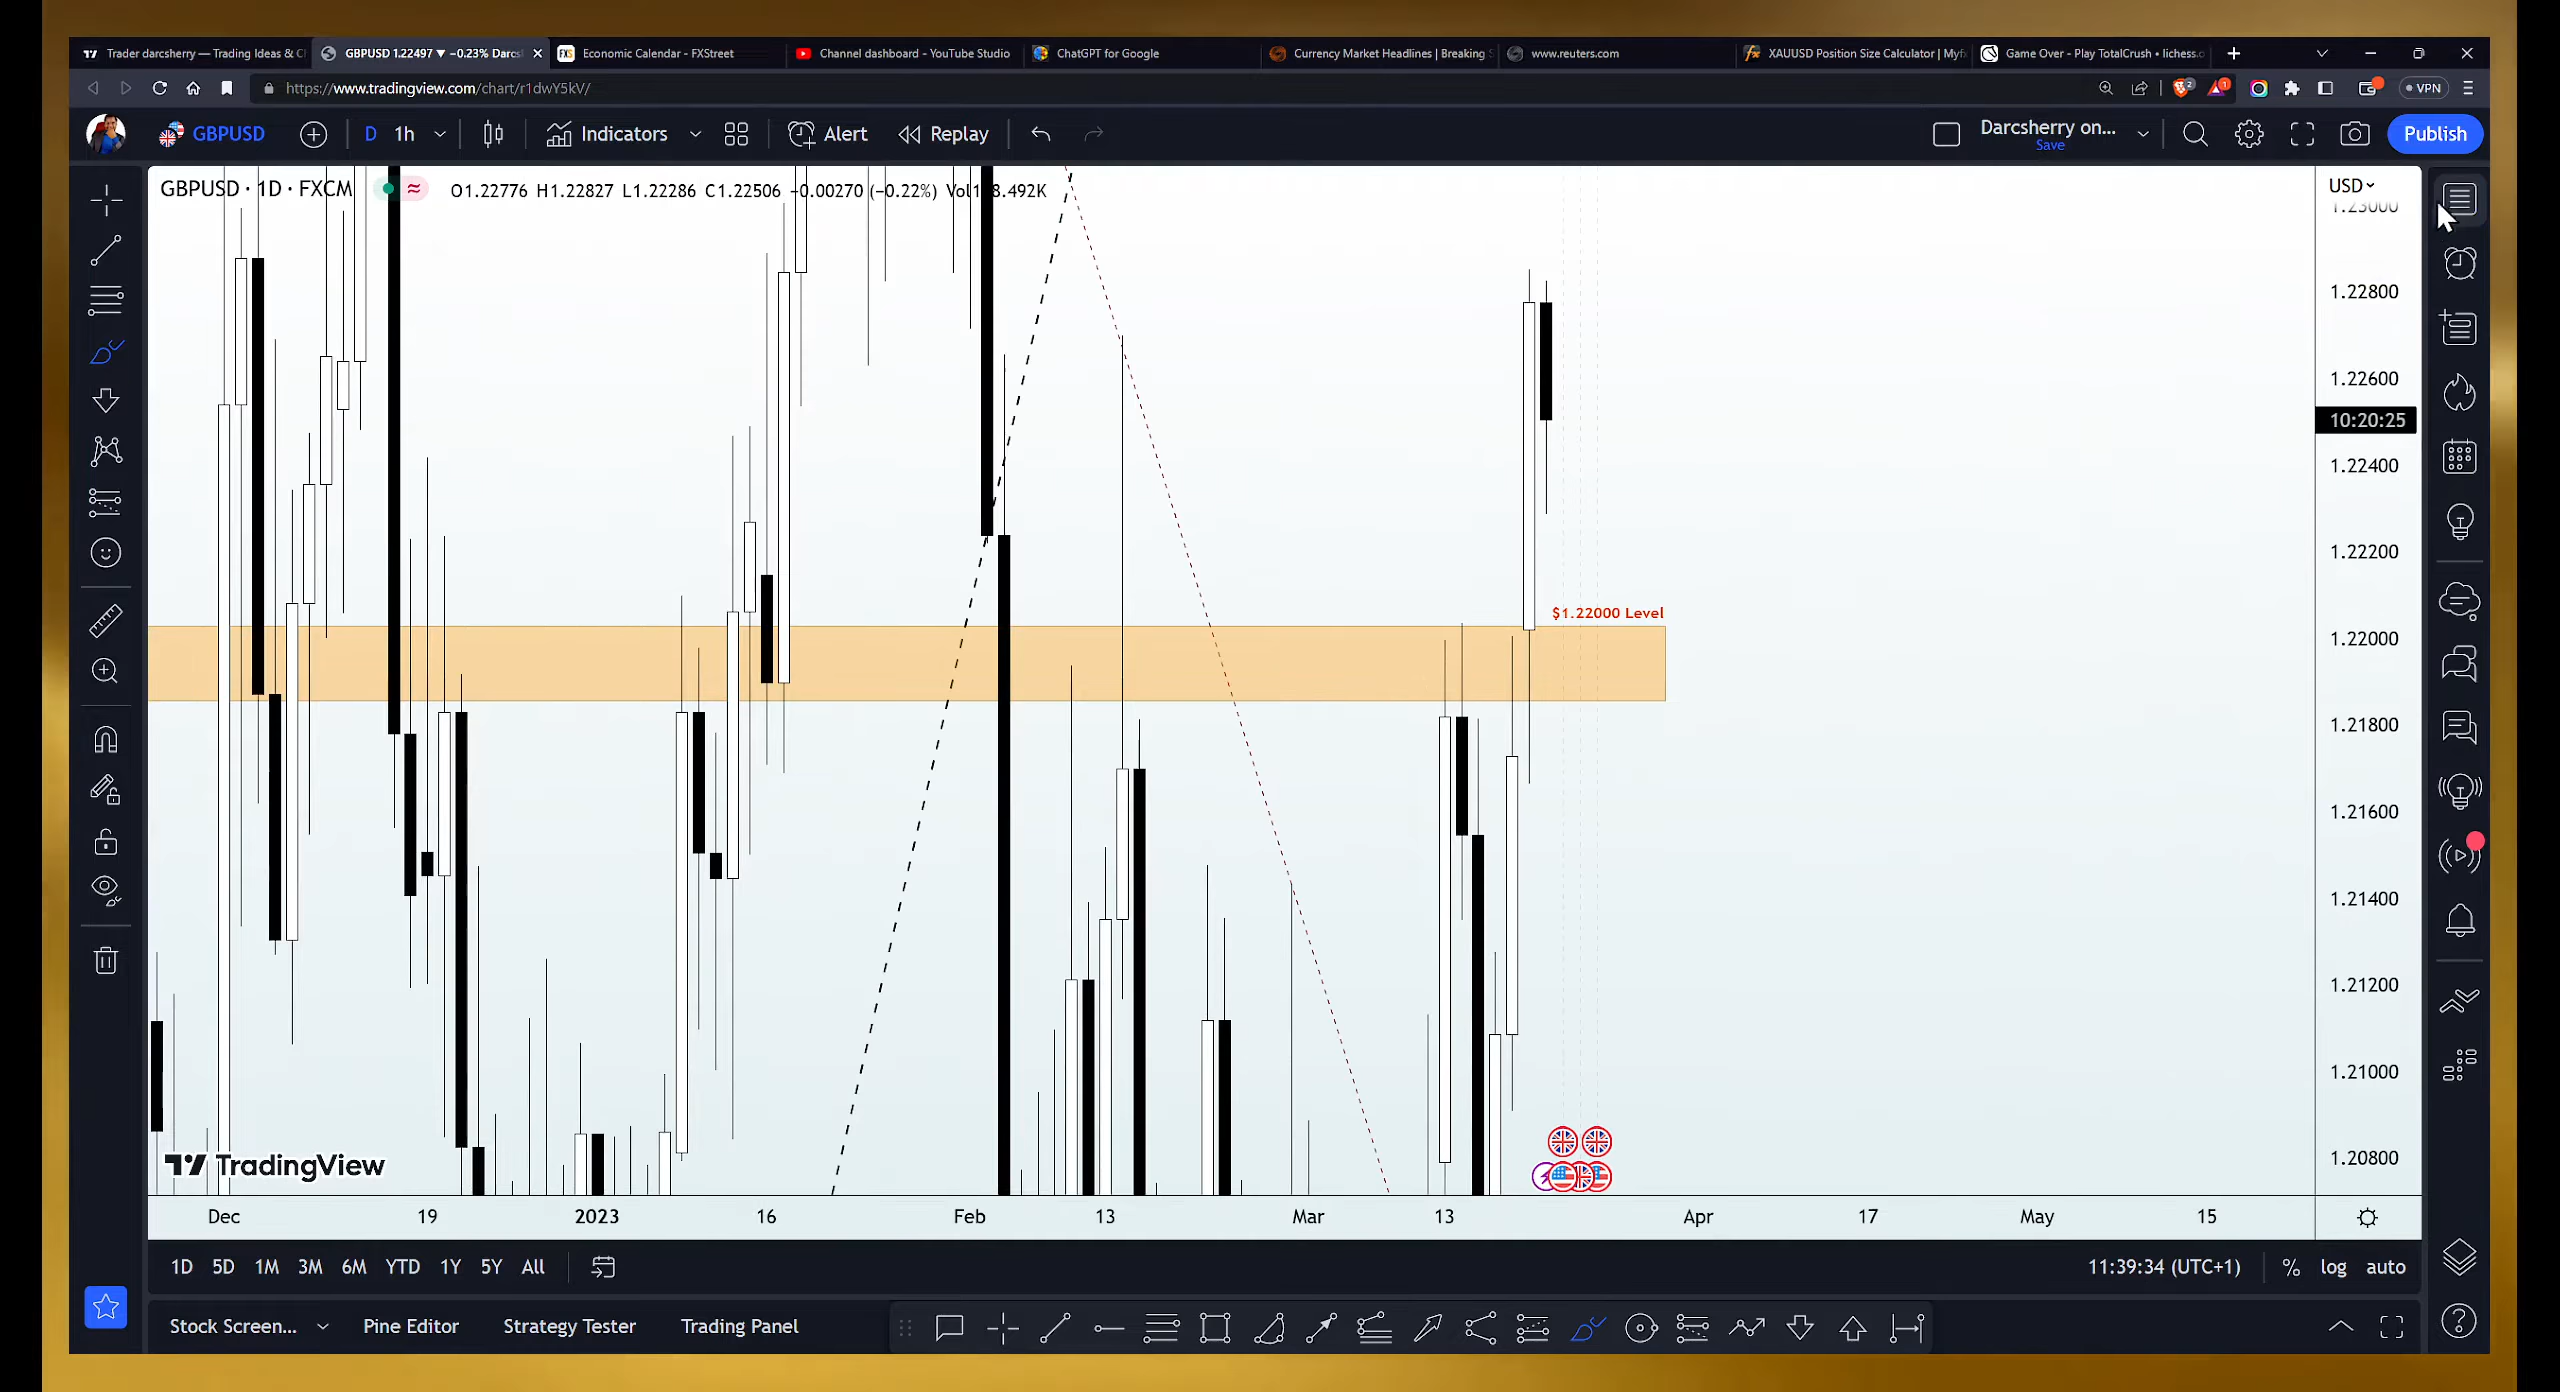 Trader darcsherry — Trading Ideas & C
GBPUSD 1.22497 ▼ −0.23% Darcs
Economic Calendar - FXStreet
Channel dashboard - YouTube Studio
ChatGPT for Google
Currency Market Headlines | Breaking S
www.reuters.com
XAUUSD Position Size Calculator | Myf
Game Over - Play TotalCrush • lichess.o
https://www.tradingview.com/chart/r1dwY5kV/
VPN
GBPUSD
D
1h
Indicators
Alert
Replay
Darcsherry on...
Save
Publish
GBPUSD · 1D · FXCM
O1.22776 H1.22827 L1.22286 C1.22506 −0.00270 (−0.22%)
USD
1.23000
1.22800
1.22600
10:20:25
1.22400
1.22200
$1.22000 Level
1.22000
1.21800
1.21600
1.21400
1.21200
1.21000
1.20800
TradingView
Dec
19
2023
16
Feb
13
Mar
13
Apr
17
May
15
1D
5D
1M
3M
6M
YTD
1Y
5Y
All
11:39:34 (UTC+1)
%
log
auto
Stock Screen...
Pine Editor
Strategy Tester
Trading Panel